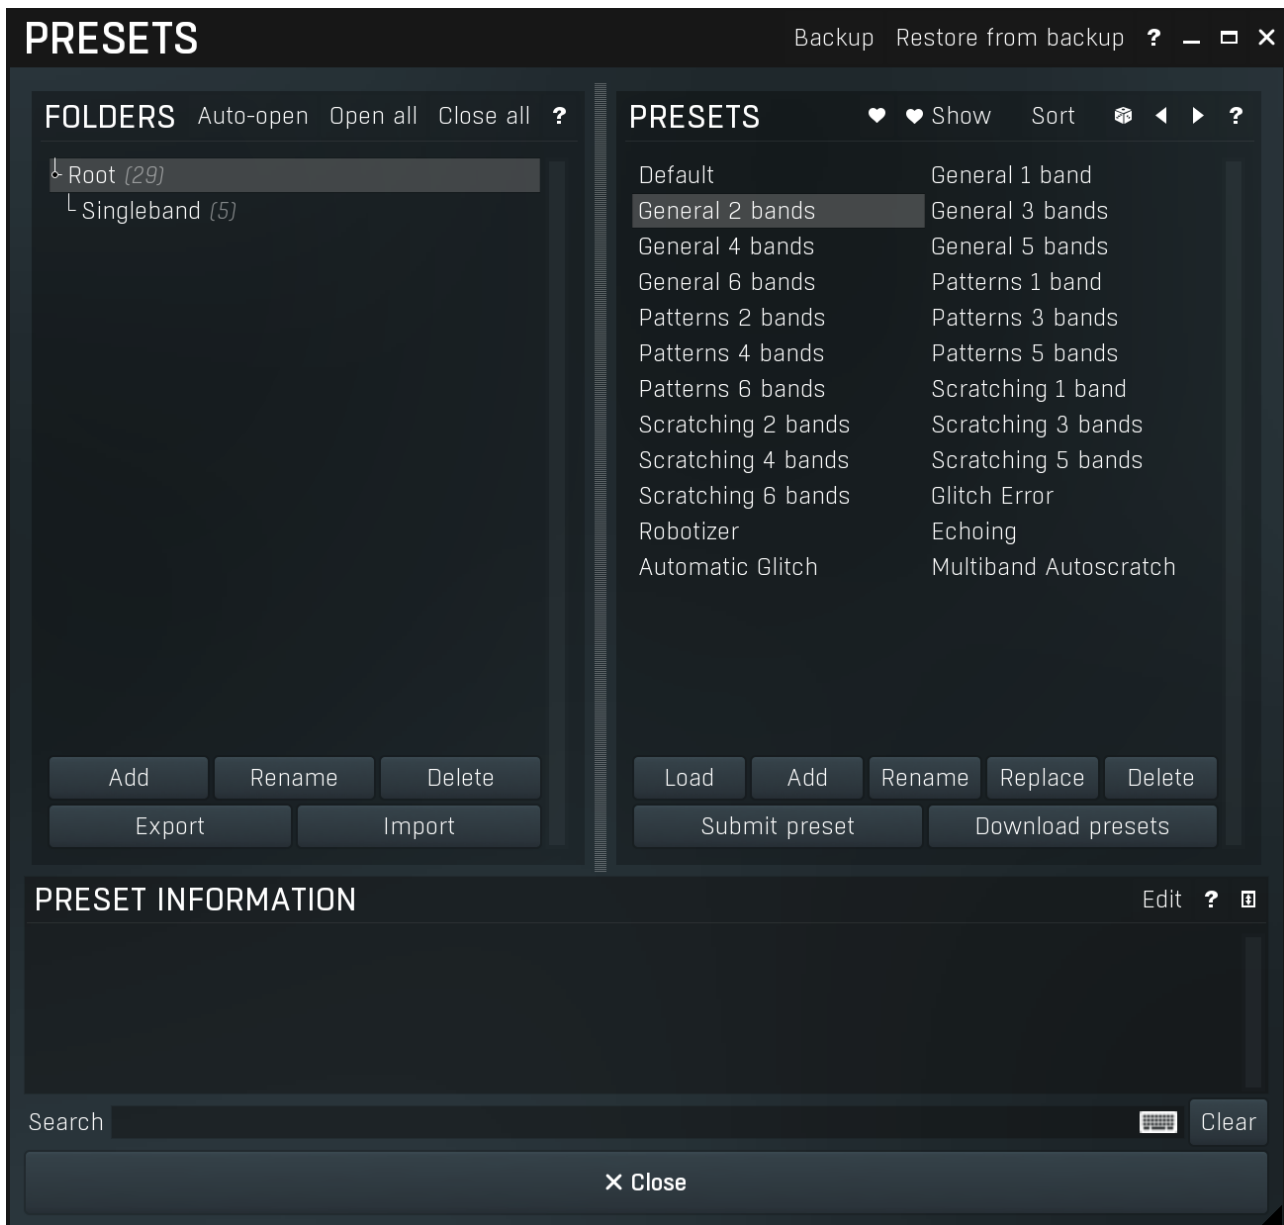 PRESETS Backup Restore from backup ?
FOLDERS Auto-open Open all Close all ?
Root (29)
Singleband (5)
Add Rename Delete
Export Import
PRESETS Show Sort ?
Default General 1 band
General 2 bands General 3 bands
General 4 bands General 5 bands
General 6 bands Patterns 1 band
Patterns 2 bands Patterns 3 bands
Patterns 4 bands Patterns 5 bands
Patterns 6 bands Scratching 1 band
Scratching 2 bands Scratching 3 bands
Scratching 4 bands Scratching 5 bands
Scratching 6 bands Glitch Error
Robotizer Echoing
Automatic Glitch Multiband Autoscratch
Load Add Rename Replace Delete
Submit preset Download presets
PRESET INFORMATION Edit ?
Search Clear
Close